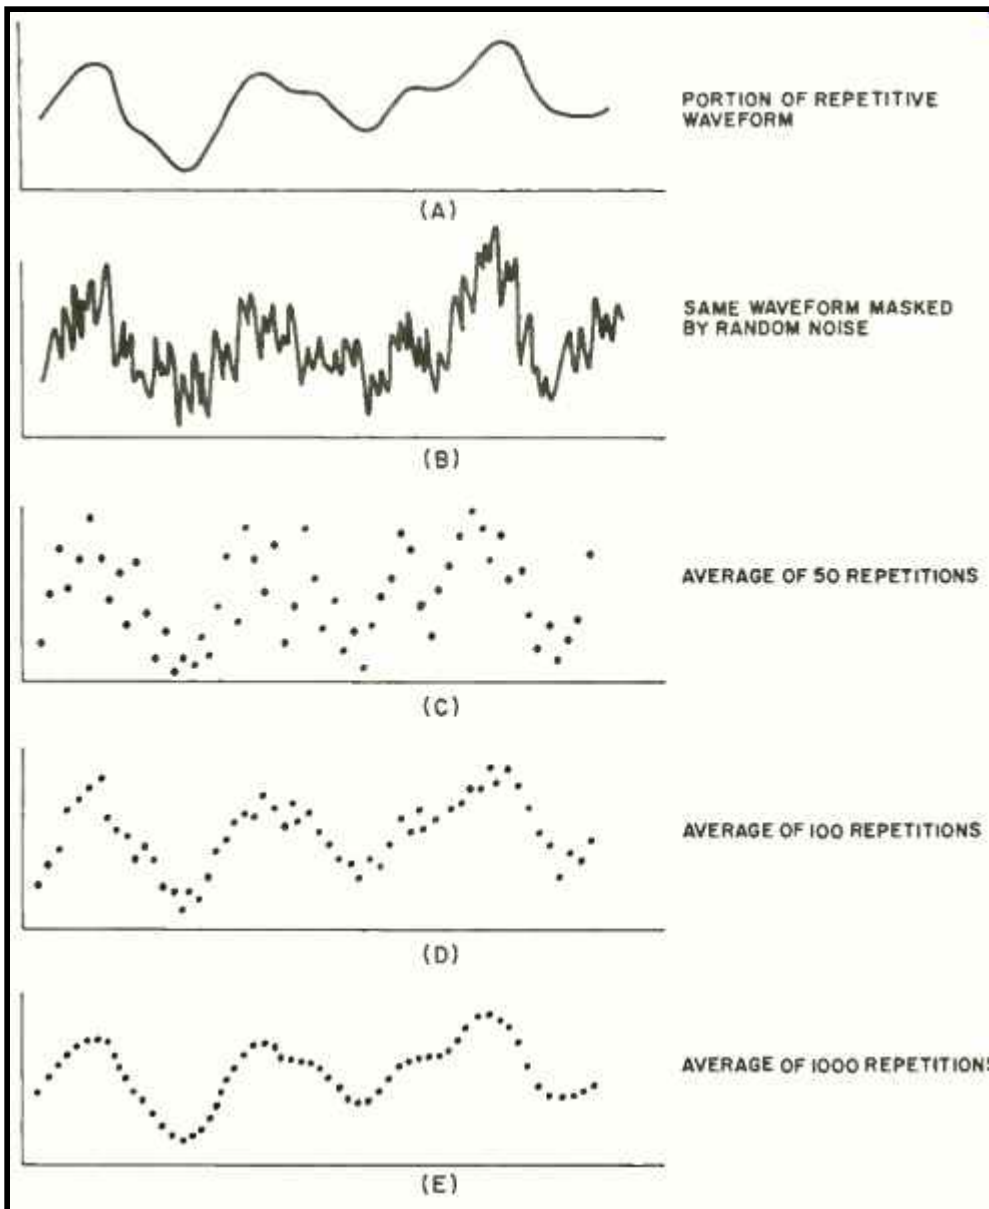 PORTION OF REPETITIVE
WAVEFORM
(A)
SAME WAVEFORM MASKED
BY RANDOM NOISE
(B)
AVERAGE OF 50 REPETITIONS
(C)
AVERAGE OF 100 REPETITIONS
(D)
AVERAGE OF 1000 REPETITIONS
(E)